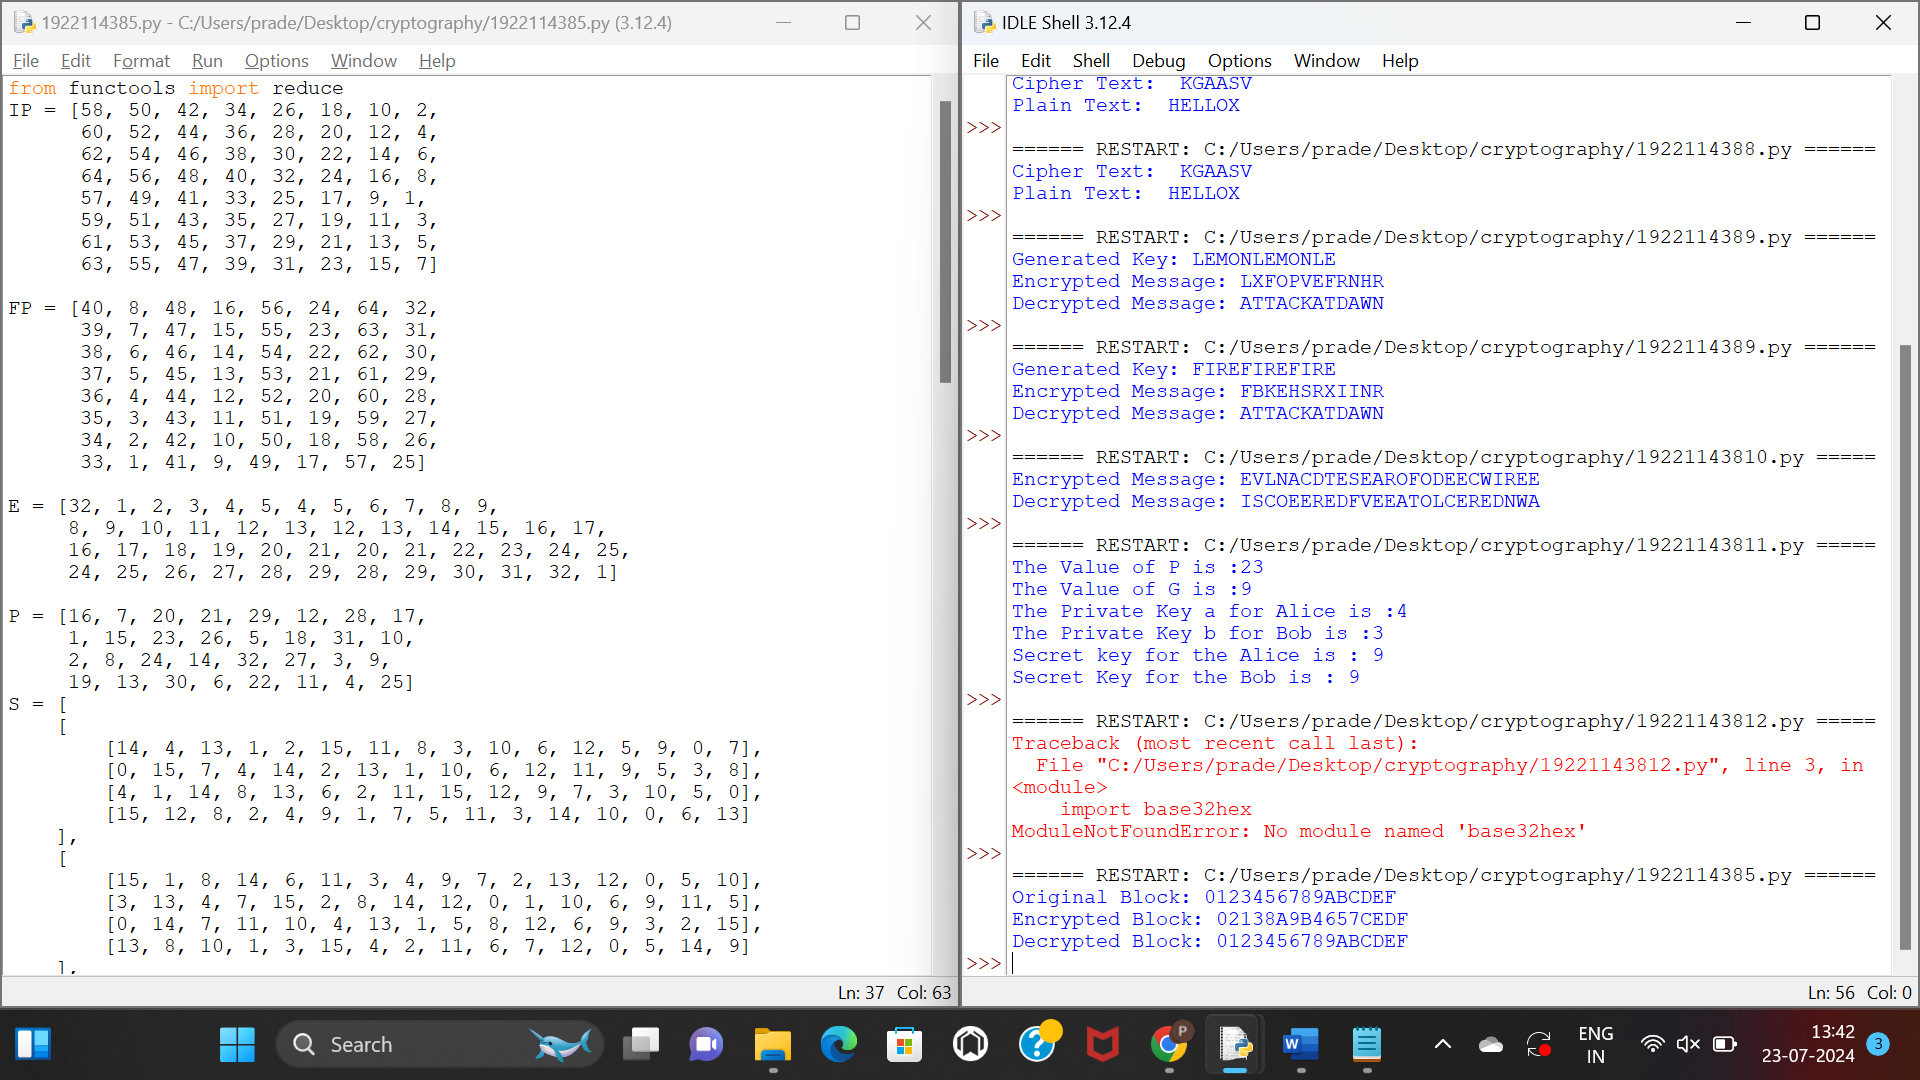 1922114385.py - C:/Users/prade/Desktop/cryptography/1922114385.py (3.12.4)
File Edit Format Run Options Window Help
from functools import reduce
IP = [58, 50, 42, 34, 26, 18, 10, 2,
60, 52, 44, 36, 28, 20, 12, 4,
62, 54, 46, 38, 30, 22, 14, 6,
64, 56, 48, 40, 32, 24, 16, 8,
57, 49, 41, 33, 25, 17, 9, 1,
59, 51, 43, 35, 27, 19, 11, 3,
61, 53, 45, 37, 29, 21, 13, 5,
63, 55, 47, 39, 31, 23, 15, 7]
FP = [40, 8, 48, 16, 56, 24, 64, 32,
39, 7, 47, 15, 55, 23, 63, 31,
38, 6, 46, 14, 54, 22, 62, 30,
37, 5, 45, 13, 53, 21, 61, 29,
36, 4, 44, 12, 52, 20, 60, 28,
35, 3, 43, 11, 51, 19, 59, 27,
34, 2, 42, 10, 50, 18, 58, 26,
33, 1, 41, 9, 49, 17, 57, 25]
E = [32, 1, 2, 3, 4, 5, 4, 5, 6, 7, 8, 9,
8, 9, 10, 11, 12, 13, 12, 13, 14, 15, 16, 17,
16, 17, 18, 19, 20, 21, 20, 21, 22, 23, 24, 25,
24, 25, 26, 27, 28, 29, 28, 29, 30, 31, 32, 1]
P = [16, 7, 20, 21, 29, 12, 28, 17,
1, 15, 23, 26, 5, 18, 31, 10,
2, 8, 24, 14, 32, 27, 3, 9,
19, 13, 30, 6, 22, 11, 4, 25]
S = [
[
[14, 4, 13, 1, 2, 15, 11, 8, 3, 10, 6, 12, 5, 9, 0, 7],
[0, 15, 7, 4, 14, 2, 13, 1, 10, 6, 12, 11, 9, 5, 3, 8],
[4, 1, 14, 8, 13, 6, 2, 11, 15, 12, 9, 7, 3, 10, 5, 0],
[15, 12, 8, 2, 4, 9, 1, 7, 5, 11, 3, 14, 10, 0, 6, 13]
],
[
[15, 1, 8, 14, 6, 11, 3, 4, 9, 7, 2, 13, 12, 0, 5, 10],
[3, 13, 4, 7, 15, 2, 8, 14, 12, 0, 1, 10, 6, 9, 11, 5],
[0, 14, 7, 11, 10, 4, 13, 1, 5, 8, 12, 6, 9, 3, 2, 15],
[13, 8, 10, 1, 3, 15, 4, 2, 11, 6, 7, 12, 0, 5, 14, 9]
],
Ln: 37 Col: 63
IDLE Shell 3.12.4
File Edit Shell Debug Options Window Help
Cipher Text:  KGAASV
Plain Text:  HELLOX
>>>
====== RESTART: C:/Users/prade/Desktop/cryptography/1922114388.py ======
Cipher Text:  KGAASV
Plain Text:  HELLOX
>>>
====== RESTART: C:/Users/prade/Desktop/cryptography/1922114389.py ======
Generated Key: LEMONLEMONLE
Encrypted Message: LXFOPVEFRNHR
Decrypted Message: ATTACKATDAWN
>>>
====== RESTART: C:/Users/prade/Desktop/cryptography/1922114389.py ======
Generated Key: FIREFIREFIRE
Encrypted Message: FBKEHSRXIINR
Decrypted Message: ATTACKATDAWN
>>>
====== RESTART: C:/Users/prade/Desktop/cryptography/19221143810.py =====
Encrypted Message: EVLNACDTESEAROFODEECWIREE
Decrypted Message: ISCOEEREDFVEEATOLCEREDNWA
>>>
====== RESTART: C:/Users/prade/Desktop/cryptography/19221143811.py =====
The Value of P is :23
The Value of G is :9
The Private Key a for Alice is :4
The Private Key b for Bob is :3
Secret key for the Alice is : 9
Secret Key for the Bob is : 9
>>>
====== RESTART: C:/Users/prade/Desktop/cryptography/19221143812.py =====
Traceback (most recent call last):
File "C:/Users/prade/Desktop/cryptography/19221143812.py", line 3, in
<module>
import base32hex
ModuleNotFoundError: No module named 'base32hex'
>>>
====== RESTART: C:/Users/prade/Desktop/cryptography/1922114385.py ======
Original Block: 0123456789ABCDEF
Encrypted Block: 02138A9B4657CEDF
Decrypted Block: 0123456789ABCDEF
>>>
Ln: 56 Col: 0
Search
P
W
ENG
IN
13:42
23-07-2024
3